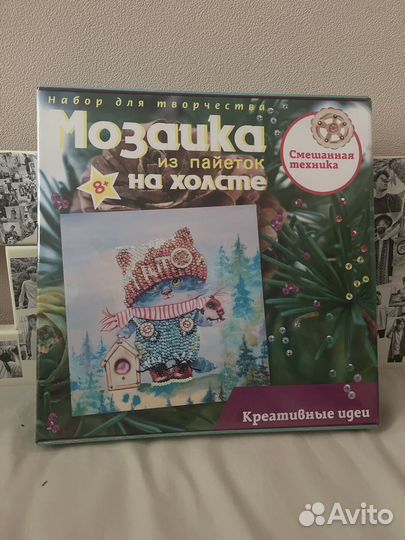 Набор для творчества
Мозаика
из пайеток
8+
на холсте
Смешанная
техника
Креативные идеи
Avito